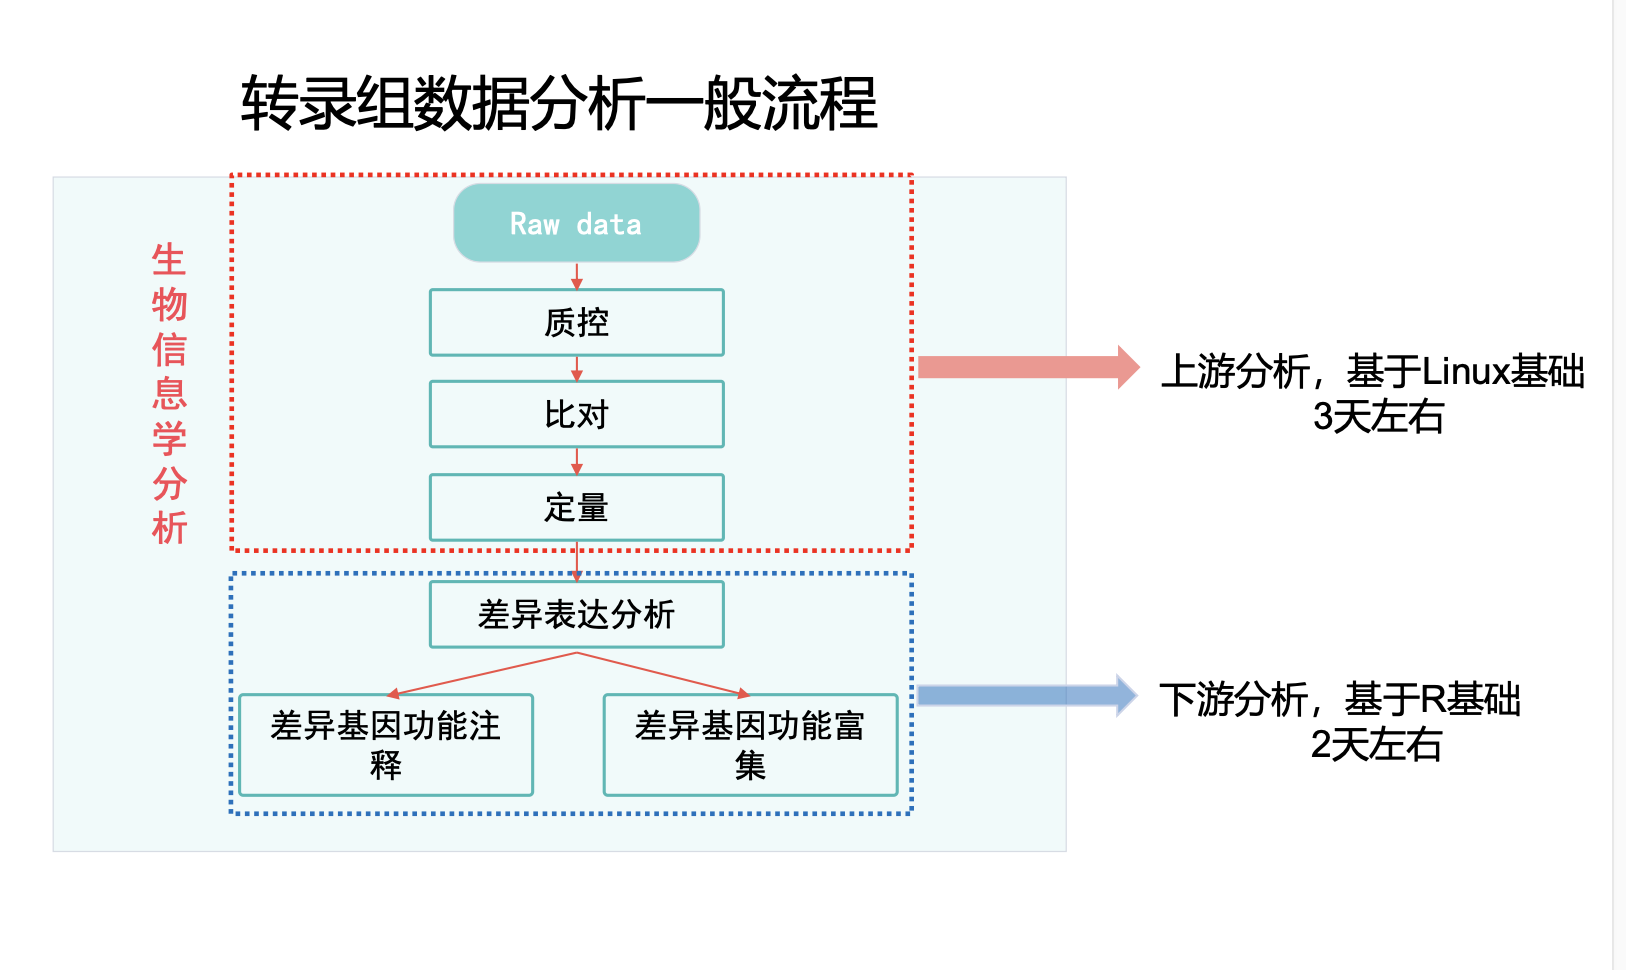 转录组数据分析一般流程
生物信息学分析
Raw data
质控
比对
定量
差异表达分析
差异基因功能注
释
差异基因功能富
集
上游分析，基于Linux基础
3天左右
下游分析，基于R基础
2天左右